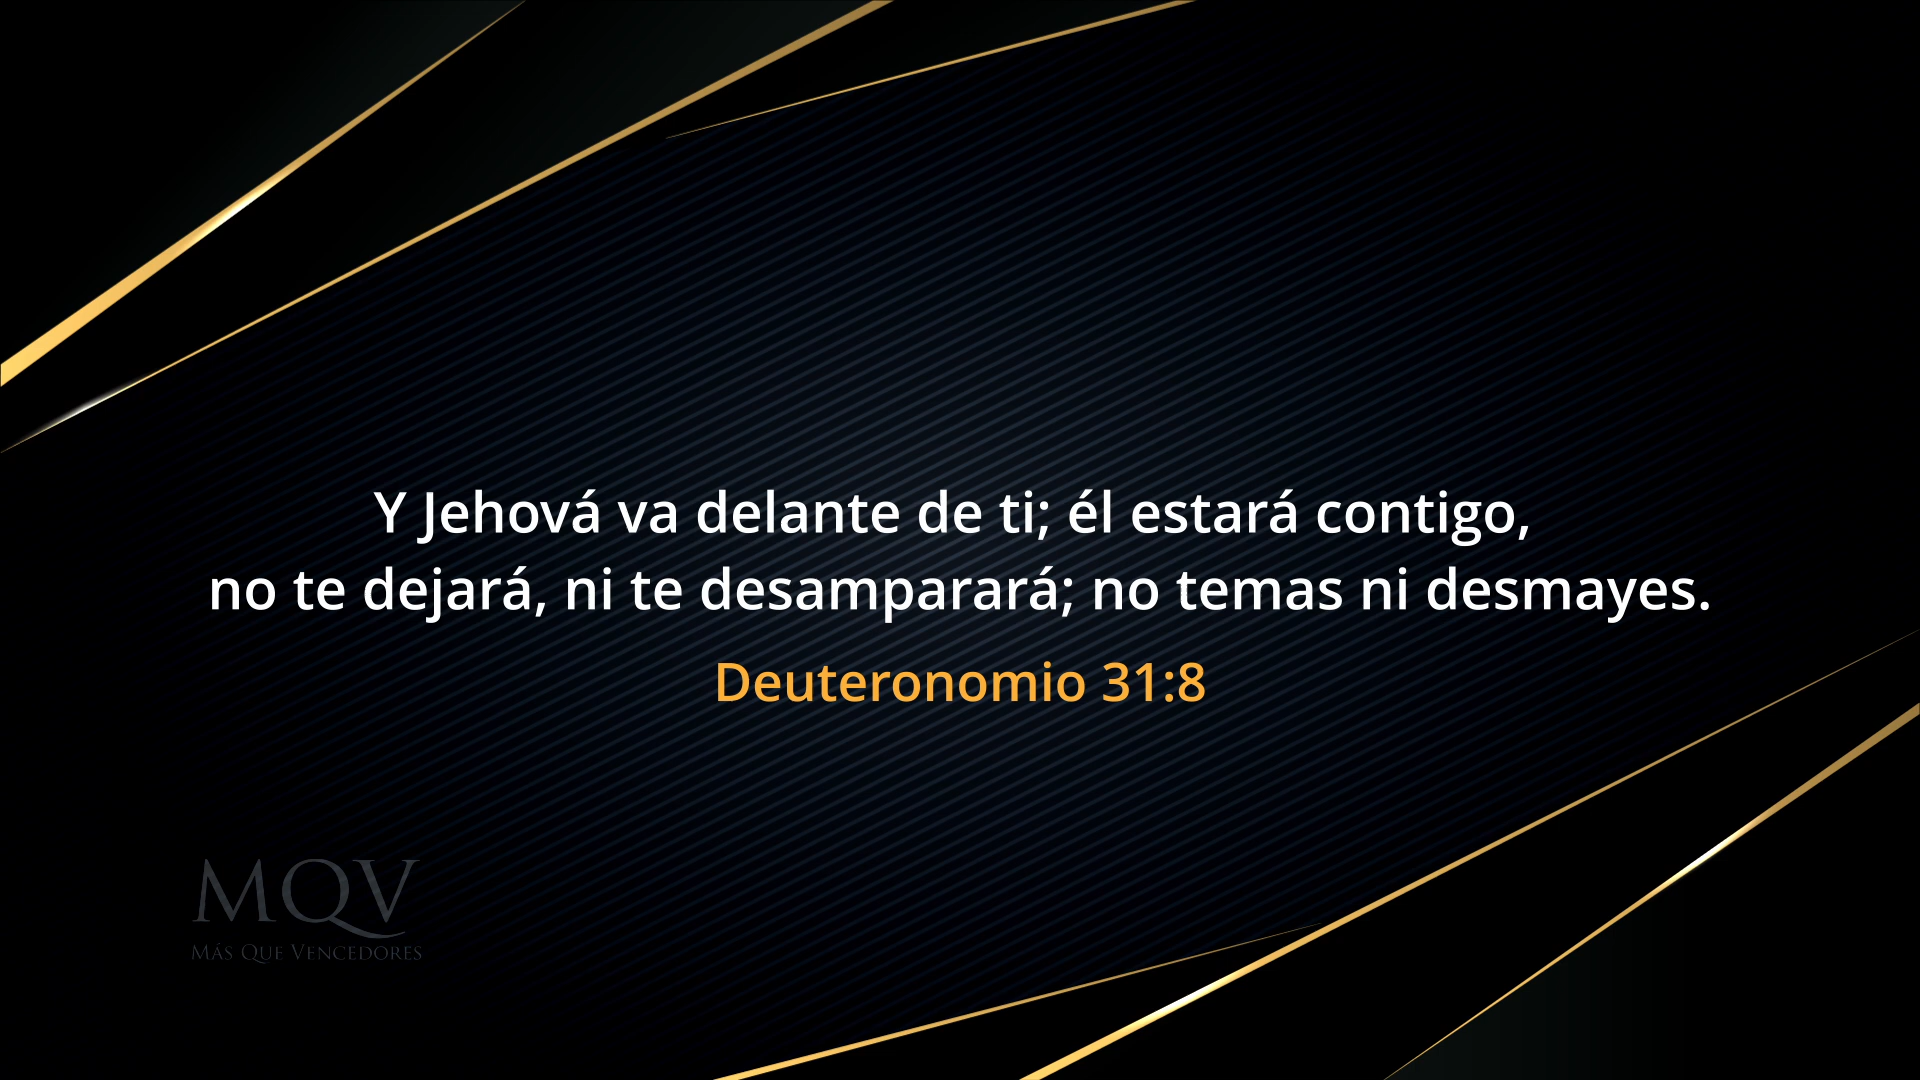 Y Jehová va delante de ti; él estará contigo,
no te dejará, ni te desamparará; no temas ni desmayes.
Deuteronomio 31:8
MQV
Más Que Vencedores